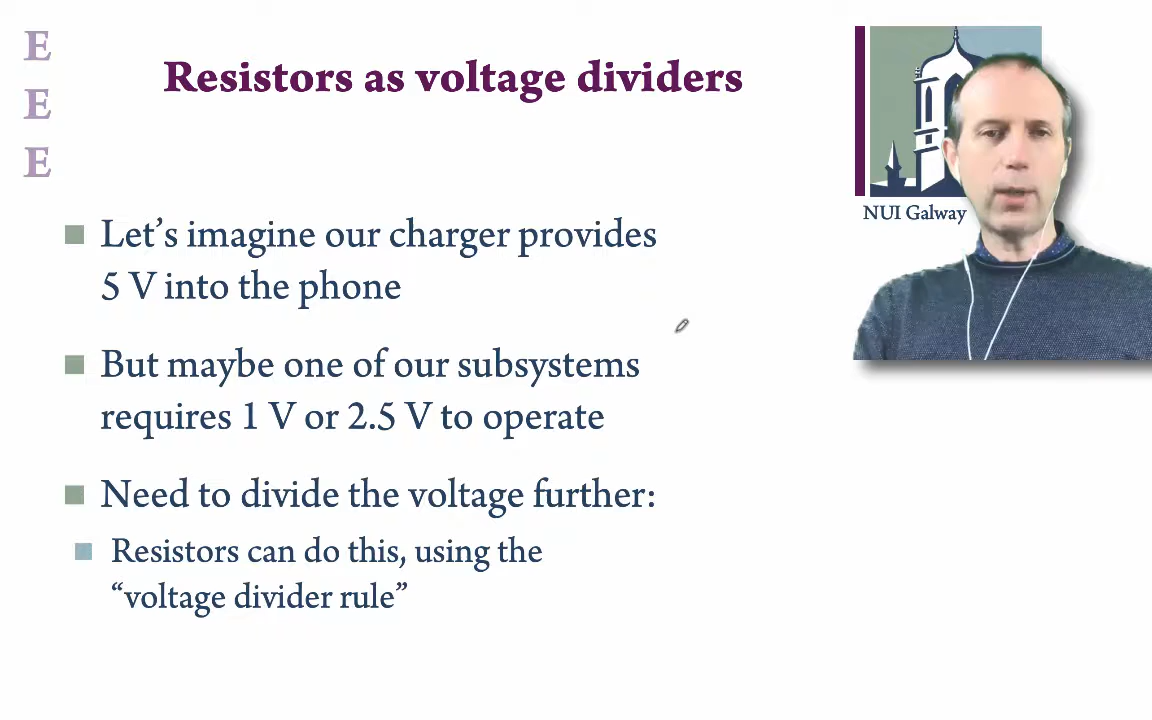 E
E
E
Resistors as voltage dividers
NUI Galway
Let’s imagine our charger provides
5 V into the phone
But maybe one of our subsystems
requires 1 V or 2.5 V to operate
Need to divide the voltage further:
Resistors can do this, using the
“voltage divider rule”